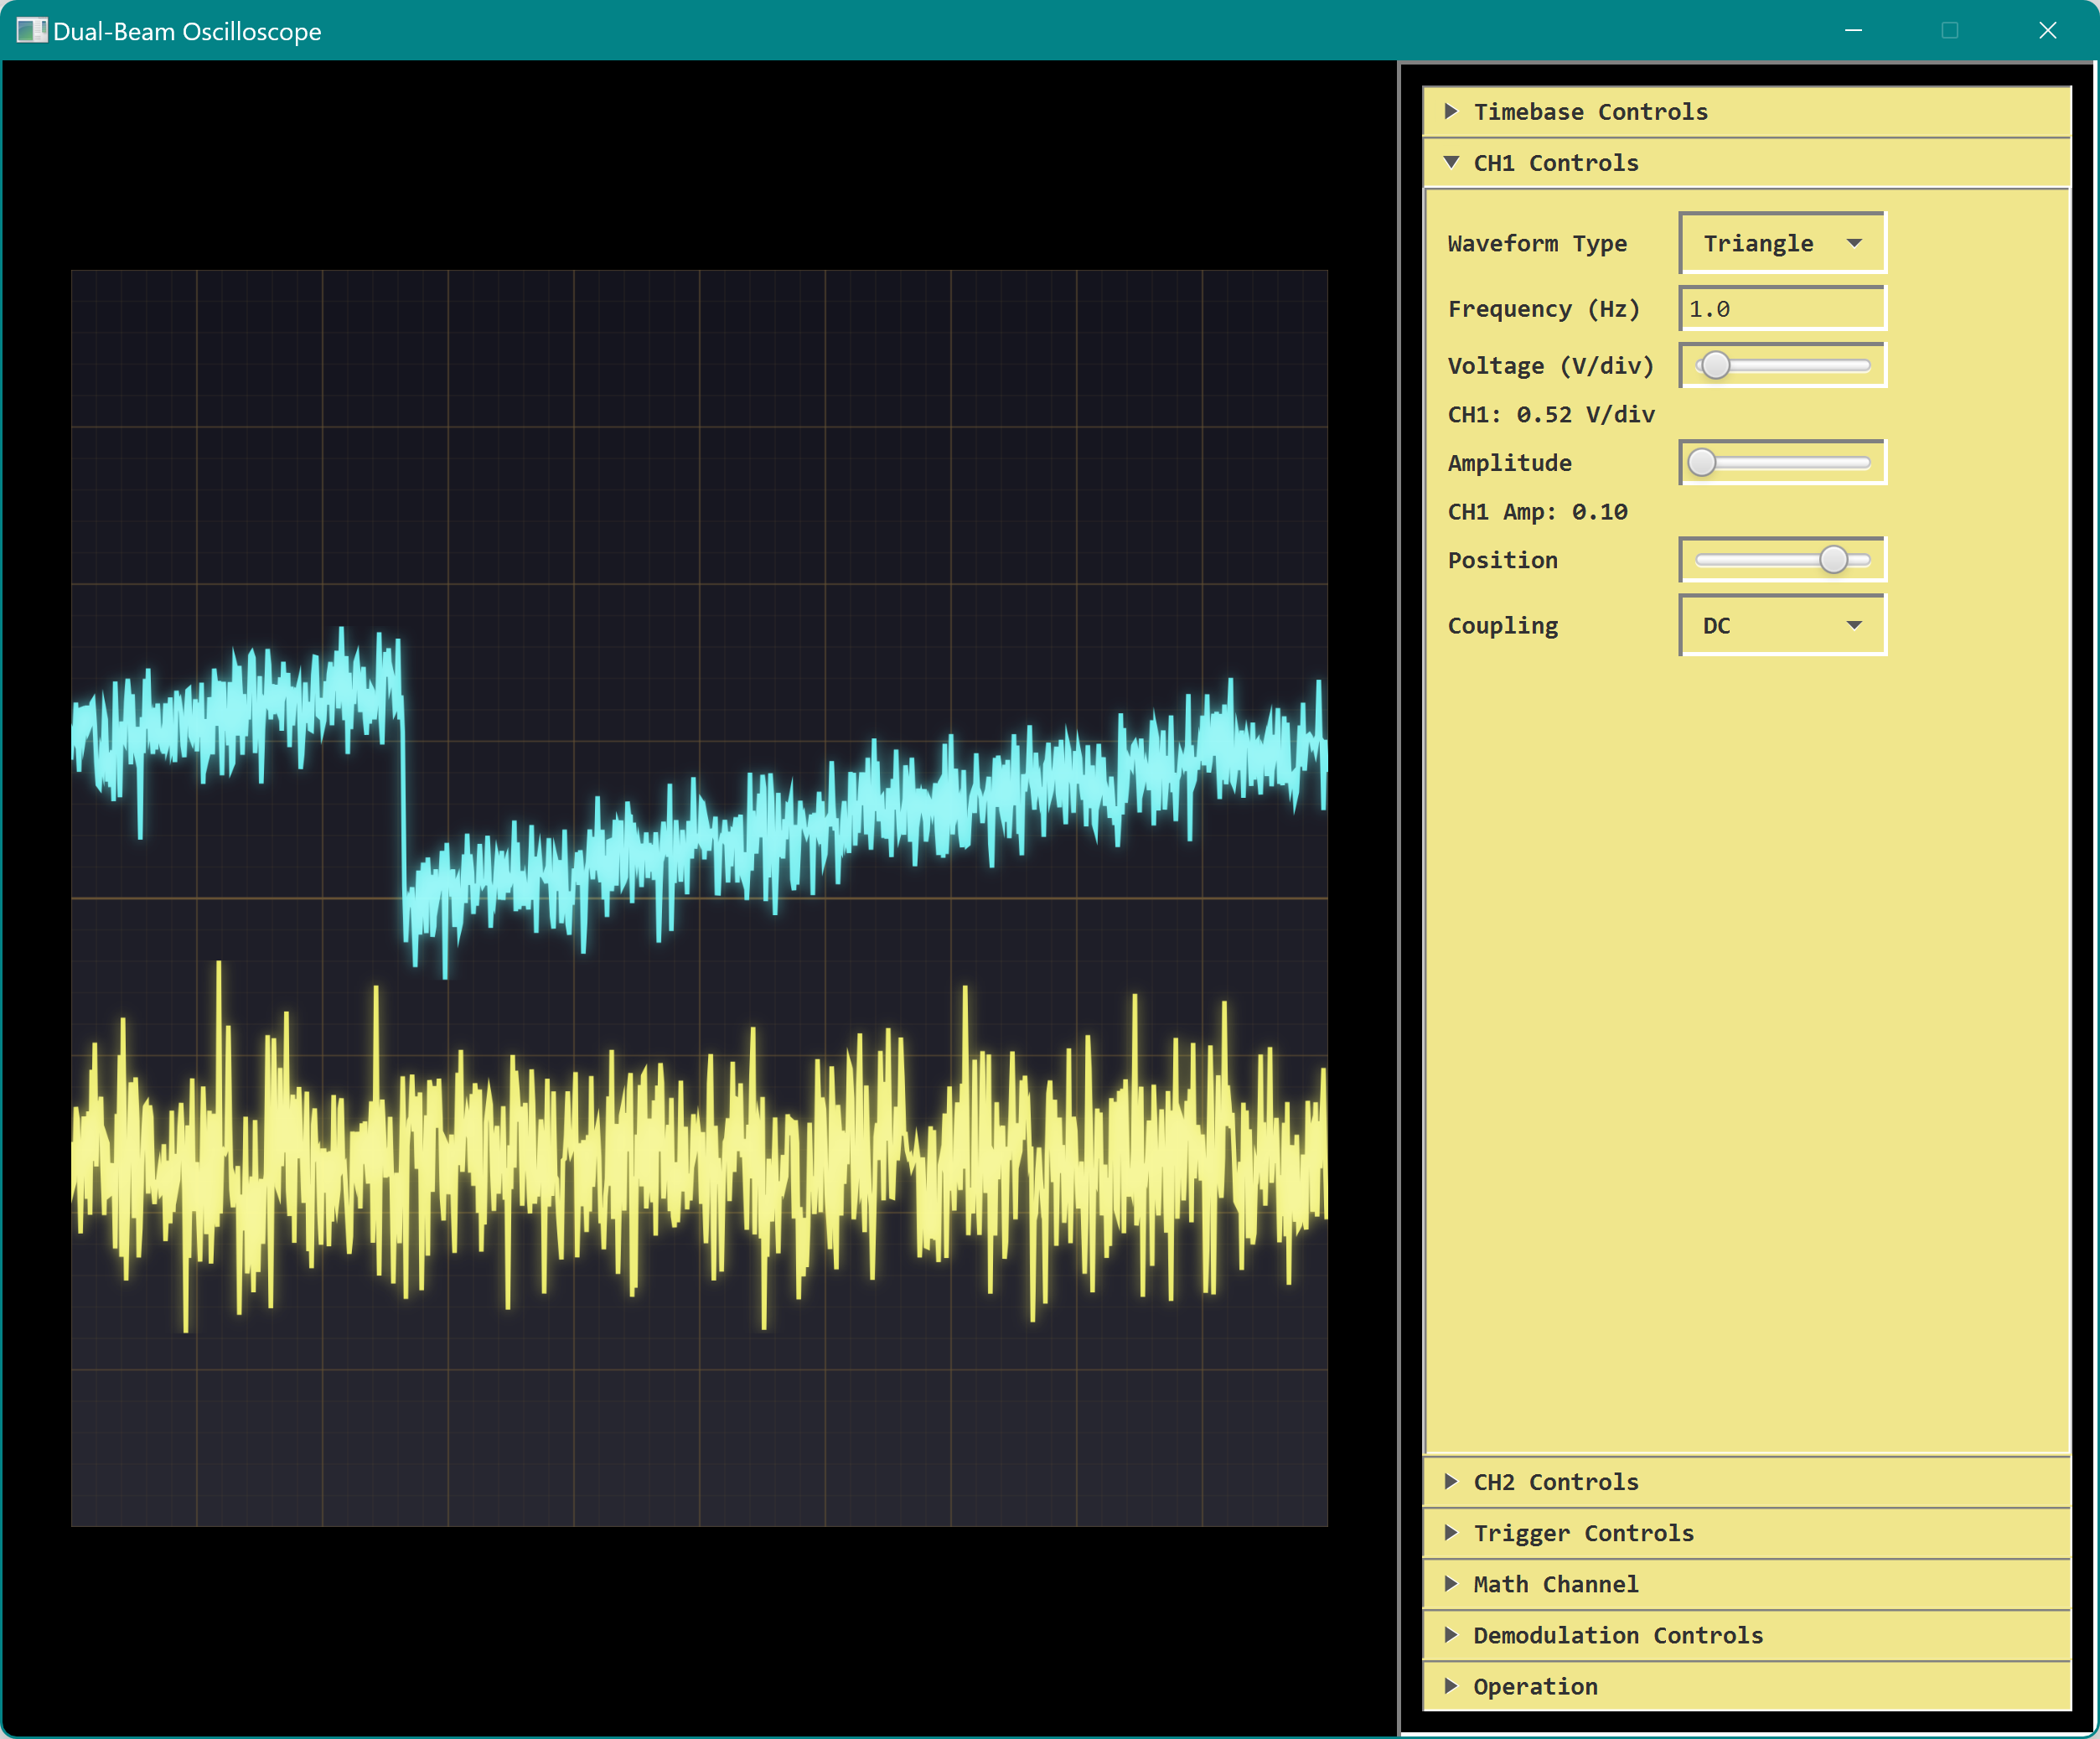 Dual-Beam Oscilloscope
Timebase Controls
CH1 Controls
Waveform Type Triangle
Frequency (Hz) 1.0
Voltage (V/div)
CH1: 0.52 V/div
Amplitude
CH1 Amp: 0.10
Position
Coupling DC
CH2 Controls
Trigger Controls
Math Channel
Demodulation Controls
Operation